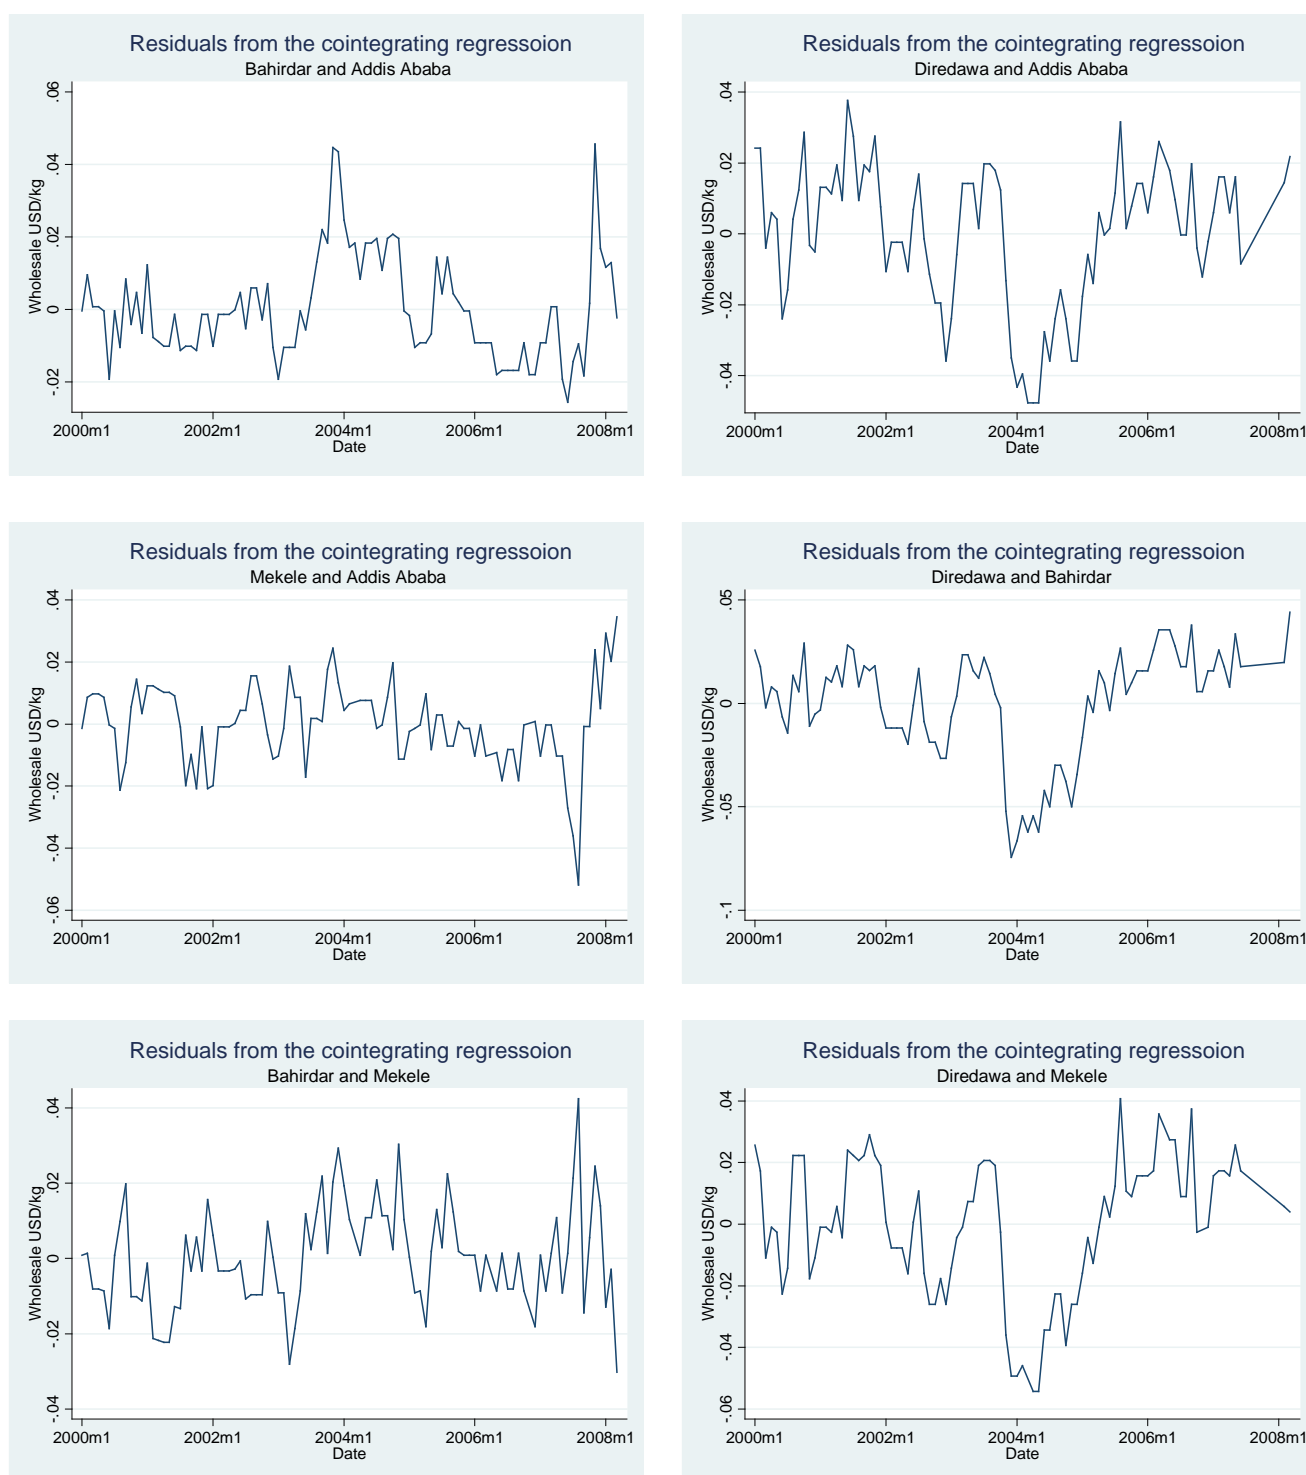 Residuals from the cointegrating regressoion
Bahirdar and Addis Ababa
Wholesale USD/kg
.06
.04
.02
0
-.02
2000m1 2002m1 2004m1 2006m1 2008m1
Date
Residuals from the cointegrating regressoion
Diredawa and Addis Ababa
Wholesale USD/kg
.04
.02
0
-.02
-.04
2000m1 2002m1 2004m1 2006m1 2008m1
Date
Residuals from the cointegrating regressoion
Mekele and Addis Ababa
Wholesale USD/kg
.04
.02
0
-.02
-.04
-.06
2000m1 2002m1 2004m1 2006m1 2008m1
Date
Residuals from the cointegrating regressoion
Diredawa and Bahirdar
Wholesale USD/kg
.05
0
-.05
-.1
2000m1 2002m1 2004m1 2006m1 2008m1
Date
Residuals from the cointegrating regressoion
Bahirdar and Mekele
Wholesale USD/kg
.04
.02
0
-.02
-.04
2000m1 2002m1 2004m1 2006m1 2008m1
Date
Residuals from the cointegrating regressoion
Diredawa and Mekele
Wholesale USD/kg
.04
.02
0
-.02
-.04
-.06
2000m1 2002m1 2004m1 2006m1 2008m1
Date